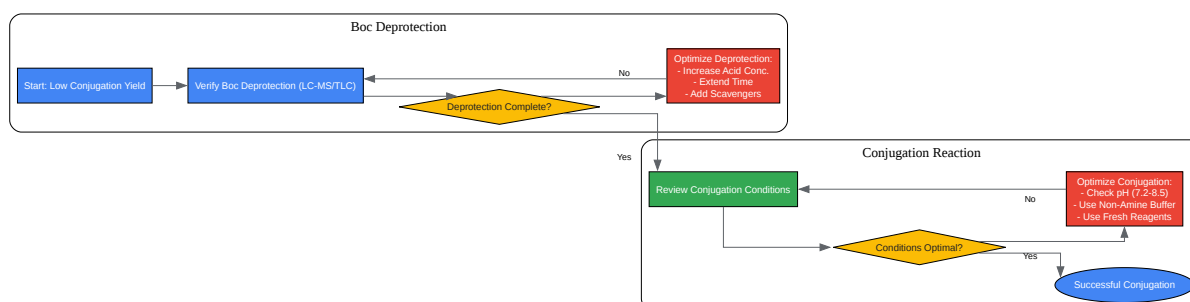 Boc Deprotection
Start: Low Conjugation Yield
Verify Boc Deprotection (LC-MS/TLC)
Deprotection Complete?
No
Optimize Deprotection:
- Increase Acid Conc.
- Extend Time
- Add Scavengers
Yes
Conjugation Reaction
Review Conjugation Conditions
Conditions Optimal?
No
Optimize Conjugation:
- Check pH (7.2-8.5)
- Use Non-Amine Buffer
- Use Fresh Reagents
Yes
Successful Conjugation